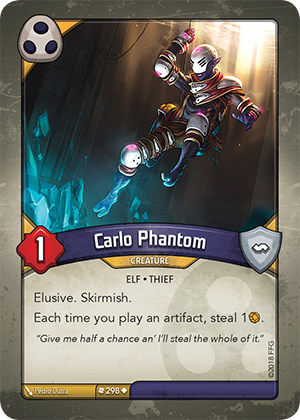 1
Carlo Phantom
CREATURE
ELF • THIEF
Elusive. Skirmish.
Each time you play an artifact, steal 1.
"Give me half a chance an' I'll steal the whole of it."
Pedro Dutra
298
©2018 FFG